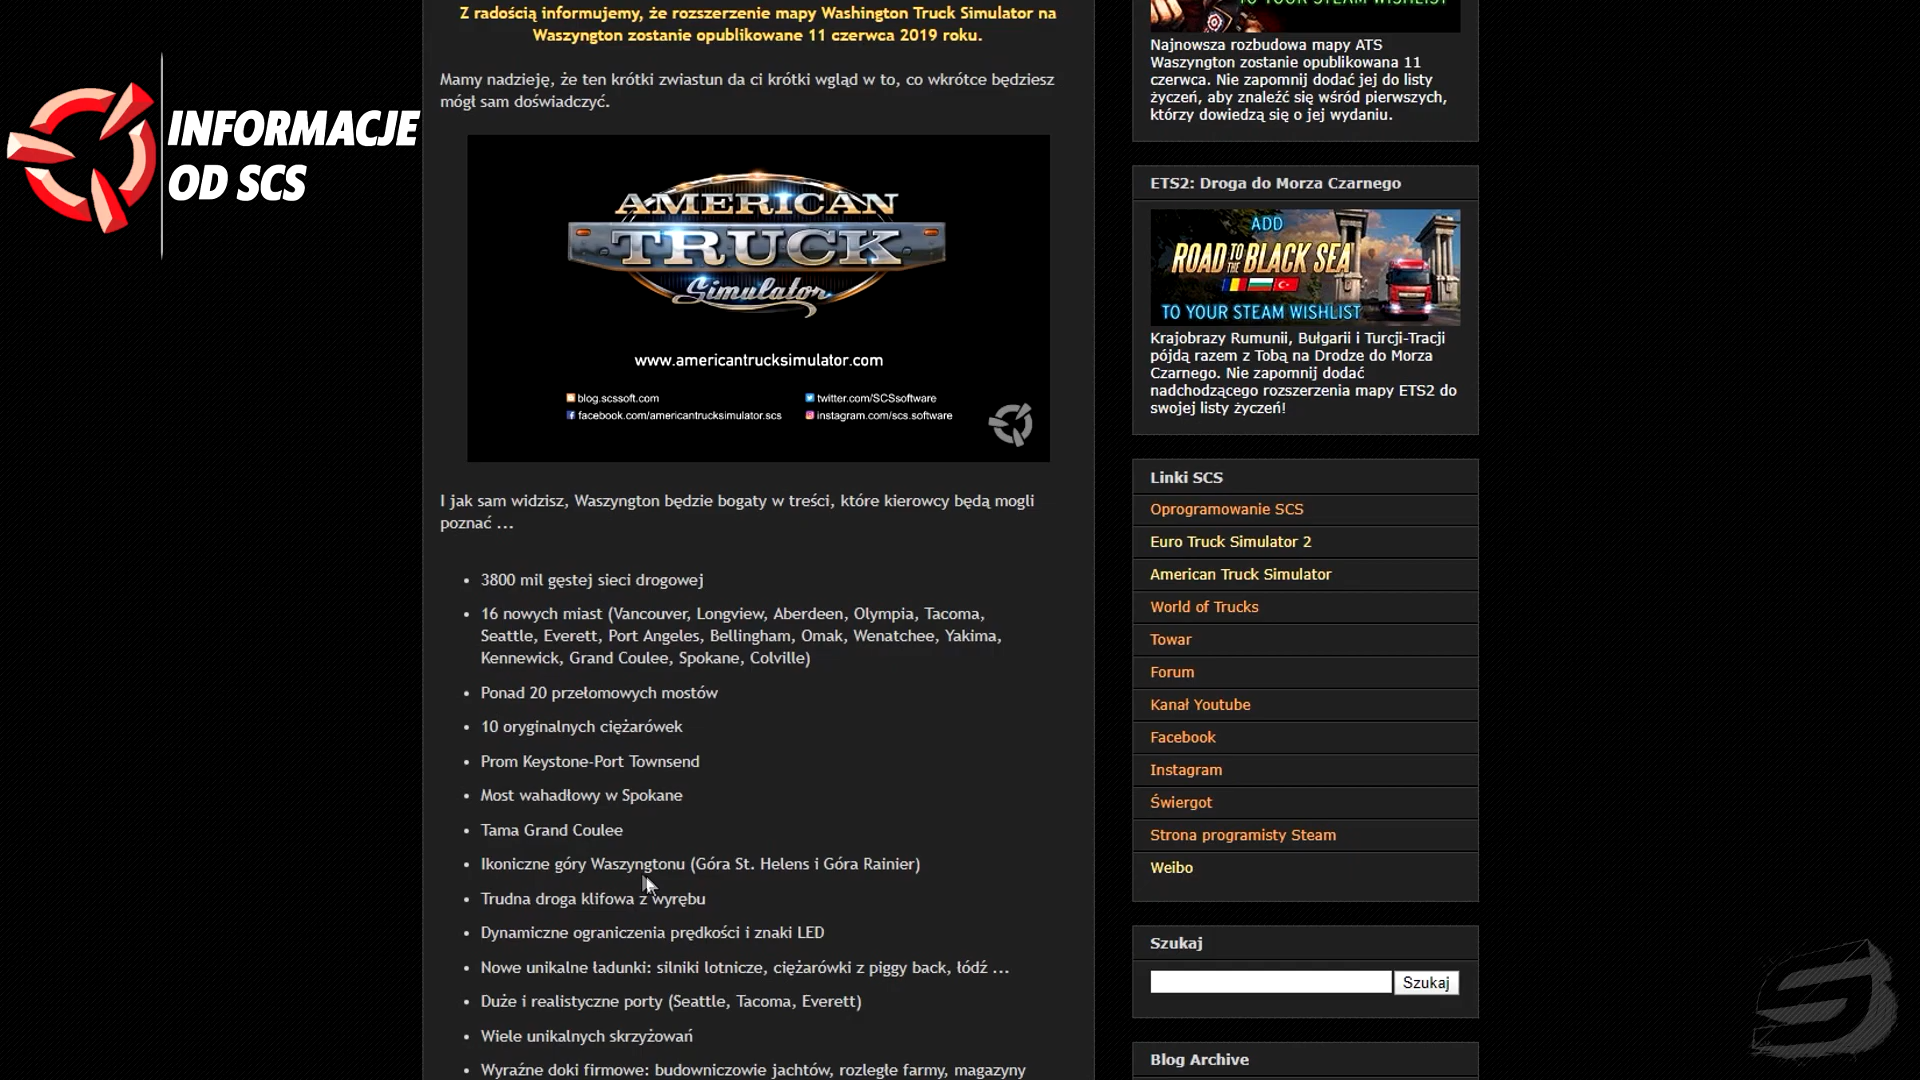 INFORMACJE
OD SCS
Z radością informujemy, że rozszerzenie mapy Washington Truck Simulator na
Waszyngton zostanie opublikowane 11 czerwca 2019 roku.
Mamy nadzieję, że ten krótki zwiastun da ci krótki wgląd w to, co wkrótce będziesz
mógł sam doświadczyć.
AMERICAN
TRUCK
Simulator
www.americantrucksimulator.com
blog.scssoft.com
twitter.com/SCSsoftware
facebook.com/americantrucksimulator.scs
instagram.com/scs.software
I jak sam widzisz, Waszyngton będzie bogaty w treści, które kierowcy będą mogli
poznać ...
• 3800 mil gęstej sieci drogowej
• 16 nowych miast (Vancouver, Longview, Aberdeen, Olympia, Tacoma,
Seattle, Everett, Port Angeles, Bellingham, Omak, Wenatchee, Yakima,
Kennewick, Grand Coulee, Spokane, Colville)
• Ponad 20 przełomowych mostów
• 10 oryginalnych ciężarówek
• Prom Keystone-Port Townsend
• Most wahadłowy w Spokane
• Tama Grand Coulee
• Ikoniczne góry Waszyngtonu (Góra St. Helens i Góra Rainier)
• Trudna droga klifowa z wyrębu
• Dynamiczne ograniczenia prędkości i znaki LED
• Nowe unikalne ładunki: silniki lotnicze, ciężarówki z piggy back, łódź ...
• Duże i realistyczne porty (Seattle, Tacoma, Everett)
• Wiele unikalnych skrzyżowań
• Wyraźne doki firmowe: budowniczowie jachtów, rozległe farmy, magazyny
TO YOUR STEAM WISHLIST
Najnowsza rozbudowa mapy ATS
Waszyngton zostanie opublikowana 11
czerwca. Nie zapomnij dodać jej do listy
życzeń, aby znaleźć się wśród pierwszych,
którzy dowiedzą się o jej wydaniu.
ETS2: Droga do Morza Czarnego
ADD
ROAD TO THE BLACK SEA
TO YOUR STEAM WISHLIST
Krajobrazy Rumunii, Bułgarii i Turcji-Tracji
pójdą razem z Tobą na Drodze do Morza
Czarnego. Nie zapomnij dodać
nadchodzącego rozszerzenia mapy ETS2 do
swojej listy życzeń!
Linki SCS
Oprogramowanie SCS
Euro Truck Simulator 2
American Truck Simulator
World of Trucks
Towar
Forum
Kanał Youtube
Facebook
Instagram
Świergot
Strona programisty Steam
Weibo
Szukaj
Szukaj
Blog Archive